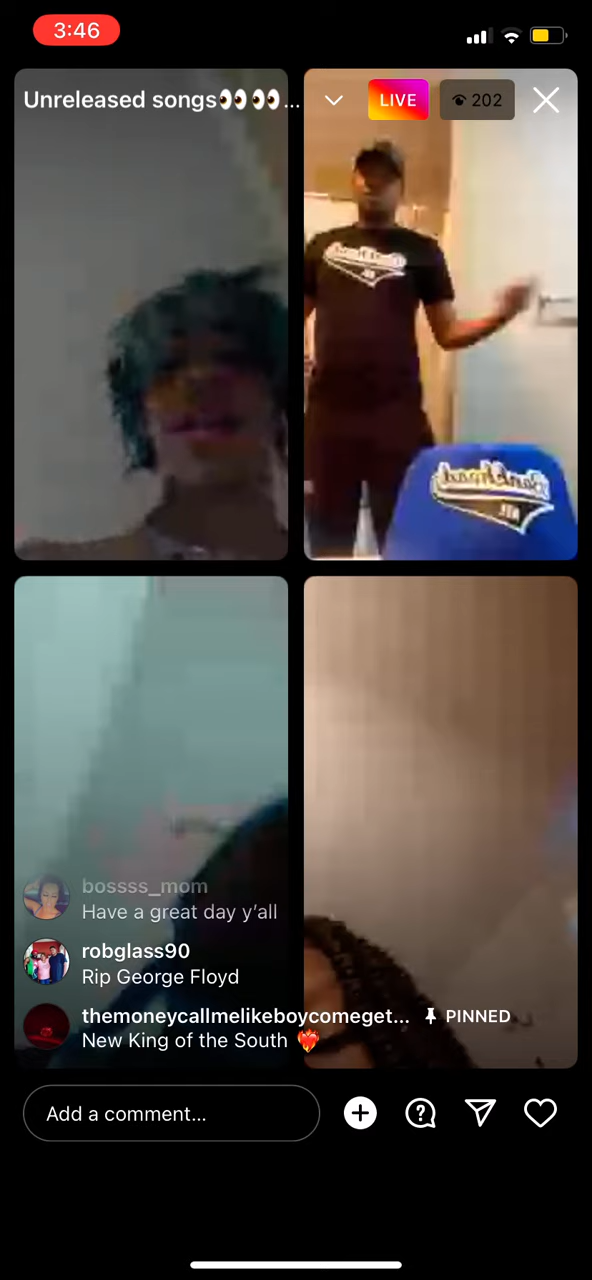 3:46
Unreleased songs👀 👀...
LIVE
202
Bankhead
bossss_mom
Have a great day y'all
robglass90
Rip George Floyd
themoneycallmelikeboycomeget... PINNED
New King of the South ❤️‍🔥
Add a comment...